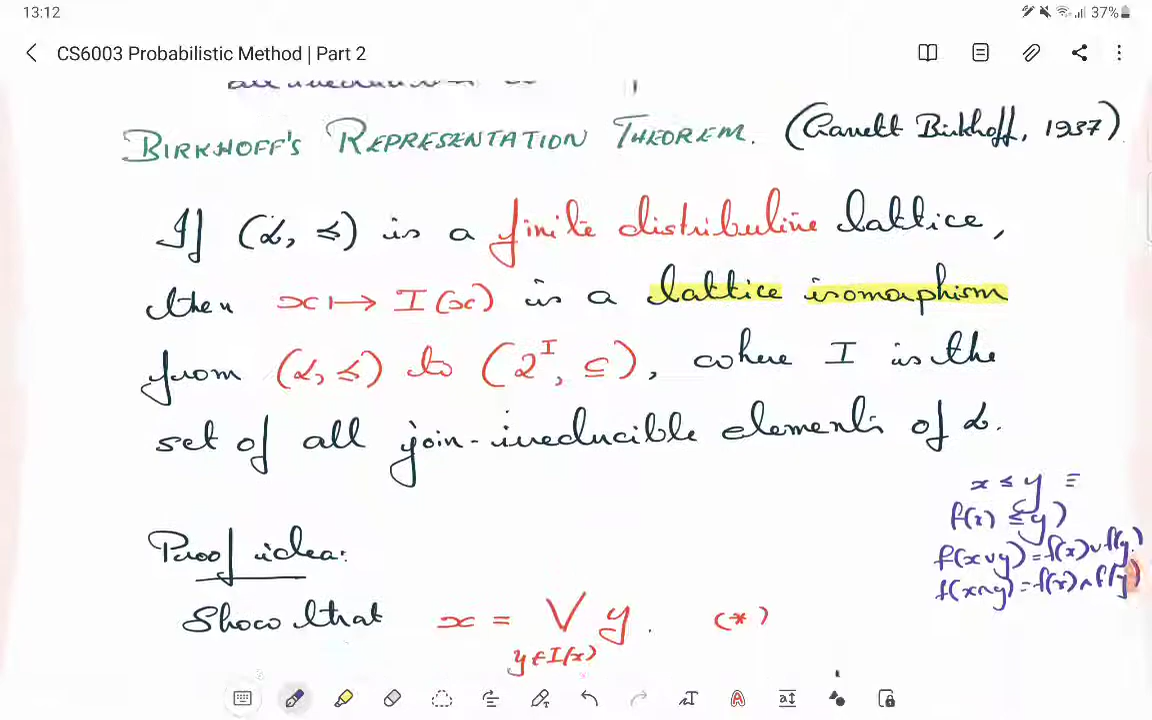 13:12
37%
CS6003 Probabilistic Method | Part 2
BIRKHOFF'S REPRESENTATION THEOREM. (Garrett Birkhoff, 1937)
If (L, ≤) is a finite distributive lattice,
then x ↦ I(x) is a lattice isomorphism
from (L, ≤) to (2^I, ⊆), where I is the
set of all join-irreducible elements of L.
x ≤ y ≡
f(x) ≤ y)
f(x∨y) = f(x) ∨ f(y)
f(x∧y) = f(x) ∧ f(y)
Proof idea:
Show that x = ⋁ y. (*)
y∈I(x)